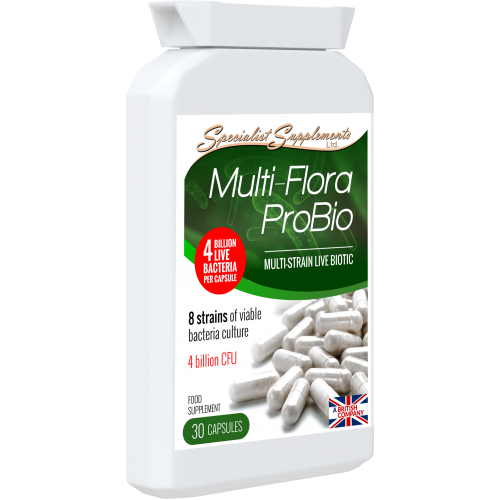 Specialist Supplements
Ltd.
Multi-Flora
ProBio
MULTI-STRAIN LIVE BIOTIC
4 BILLION
LIVE
BACTERIA
PER CAPSULE
8 strains of viable
bacteria culture
4 billion CFU
FOOD
SUPPLEMENT
30 CAPSULES
A BRITISH
COMPANY